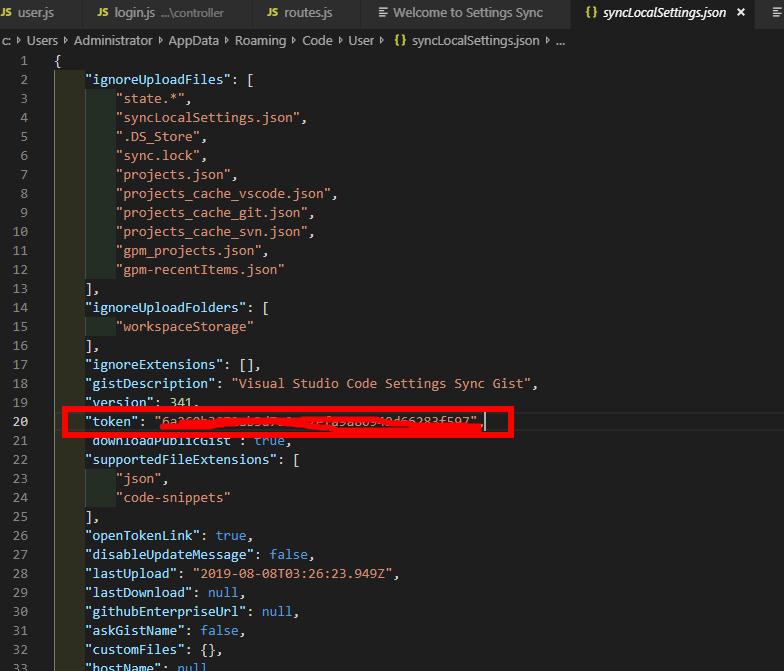 JS user.js JS login.js ...\controller JS routes.js Welcome to Settings Sync {} syncLocalSettings.json ×
c: > Users > Administrator > AppData > Roaming > Code > User > {} syncLocalSettings.json > ...
1 {
2 "ignoreUploadFiles": [
3 "state.*",
4 "syncLocalSettings.json",
5 ".DS_Store",
6 "sync.lock",
7 "projects.json",
8 "projects_cache_vscode.json",
9 "projects_cache_git.json",
10 "projects_cache_svn.json",
11 "gpm_projects.json",
12 "gpm-recentItems.json"
13 ],
14 "ignoreUploadFolders": [
15 "workspaceStorage"
16 ],
17 "ignoreExtensions": [],
18 "gistDescription": "Visual Studio Code Settings Sync Gist",
19 "version": 341,
20 "token":
21 "downloadPublicGist": true,
22 "supportedFileExtensions": [
23 "json",
24 "code-snippets"
25 ],
26 "openTokenLink": true,
27 "disableUpdateMessage": false,
28 "lastUpload": "2019-08-08T03:26:23.949Z",
29 "lastDownload": null,
30 "githubEnterpriseUrl": null,
31 "askGistName": false,
32 "customFiles": {},
33 "hostName": null,